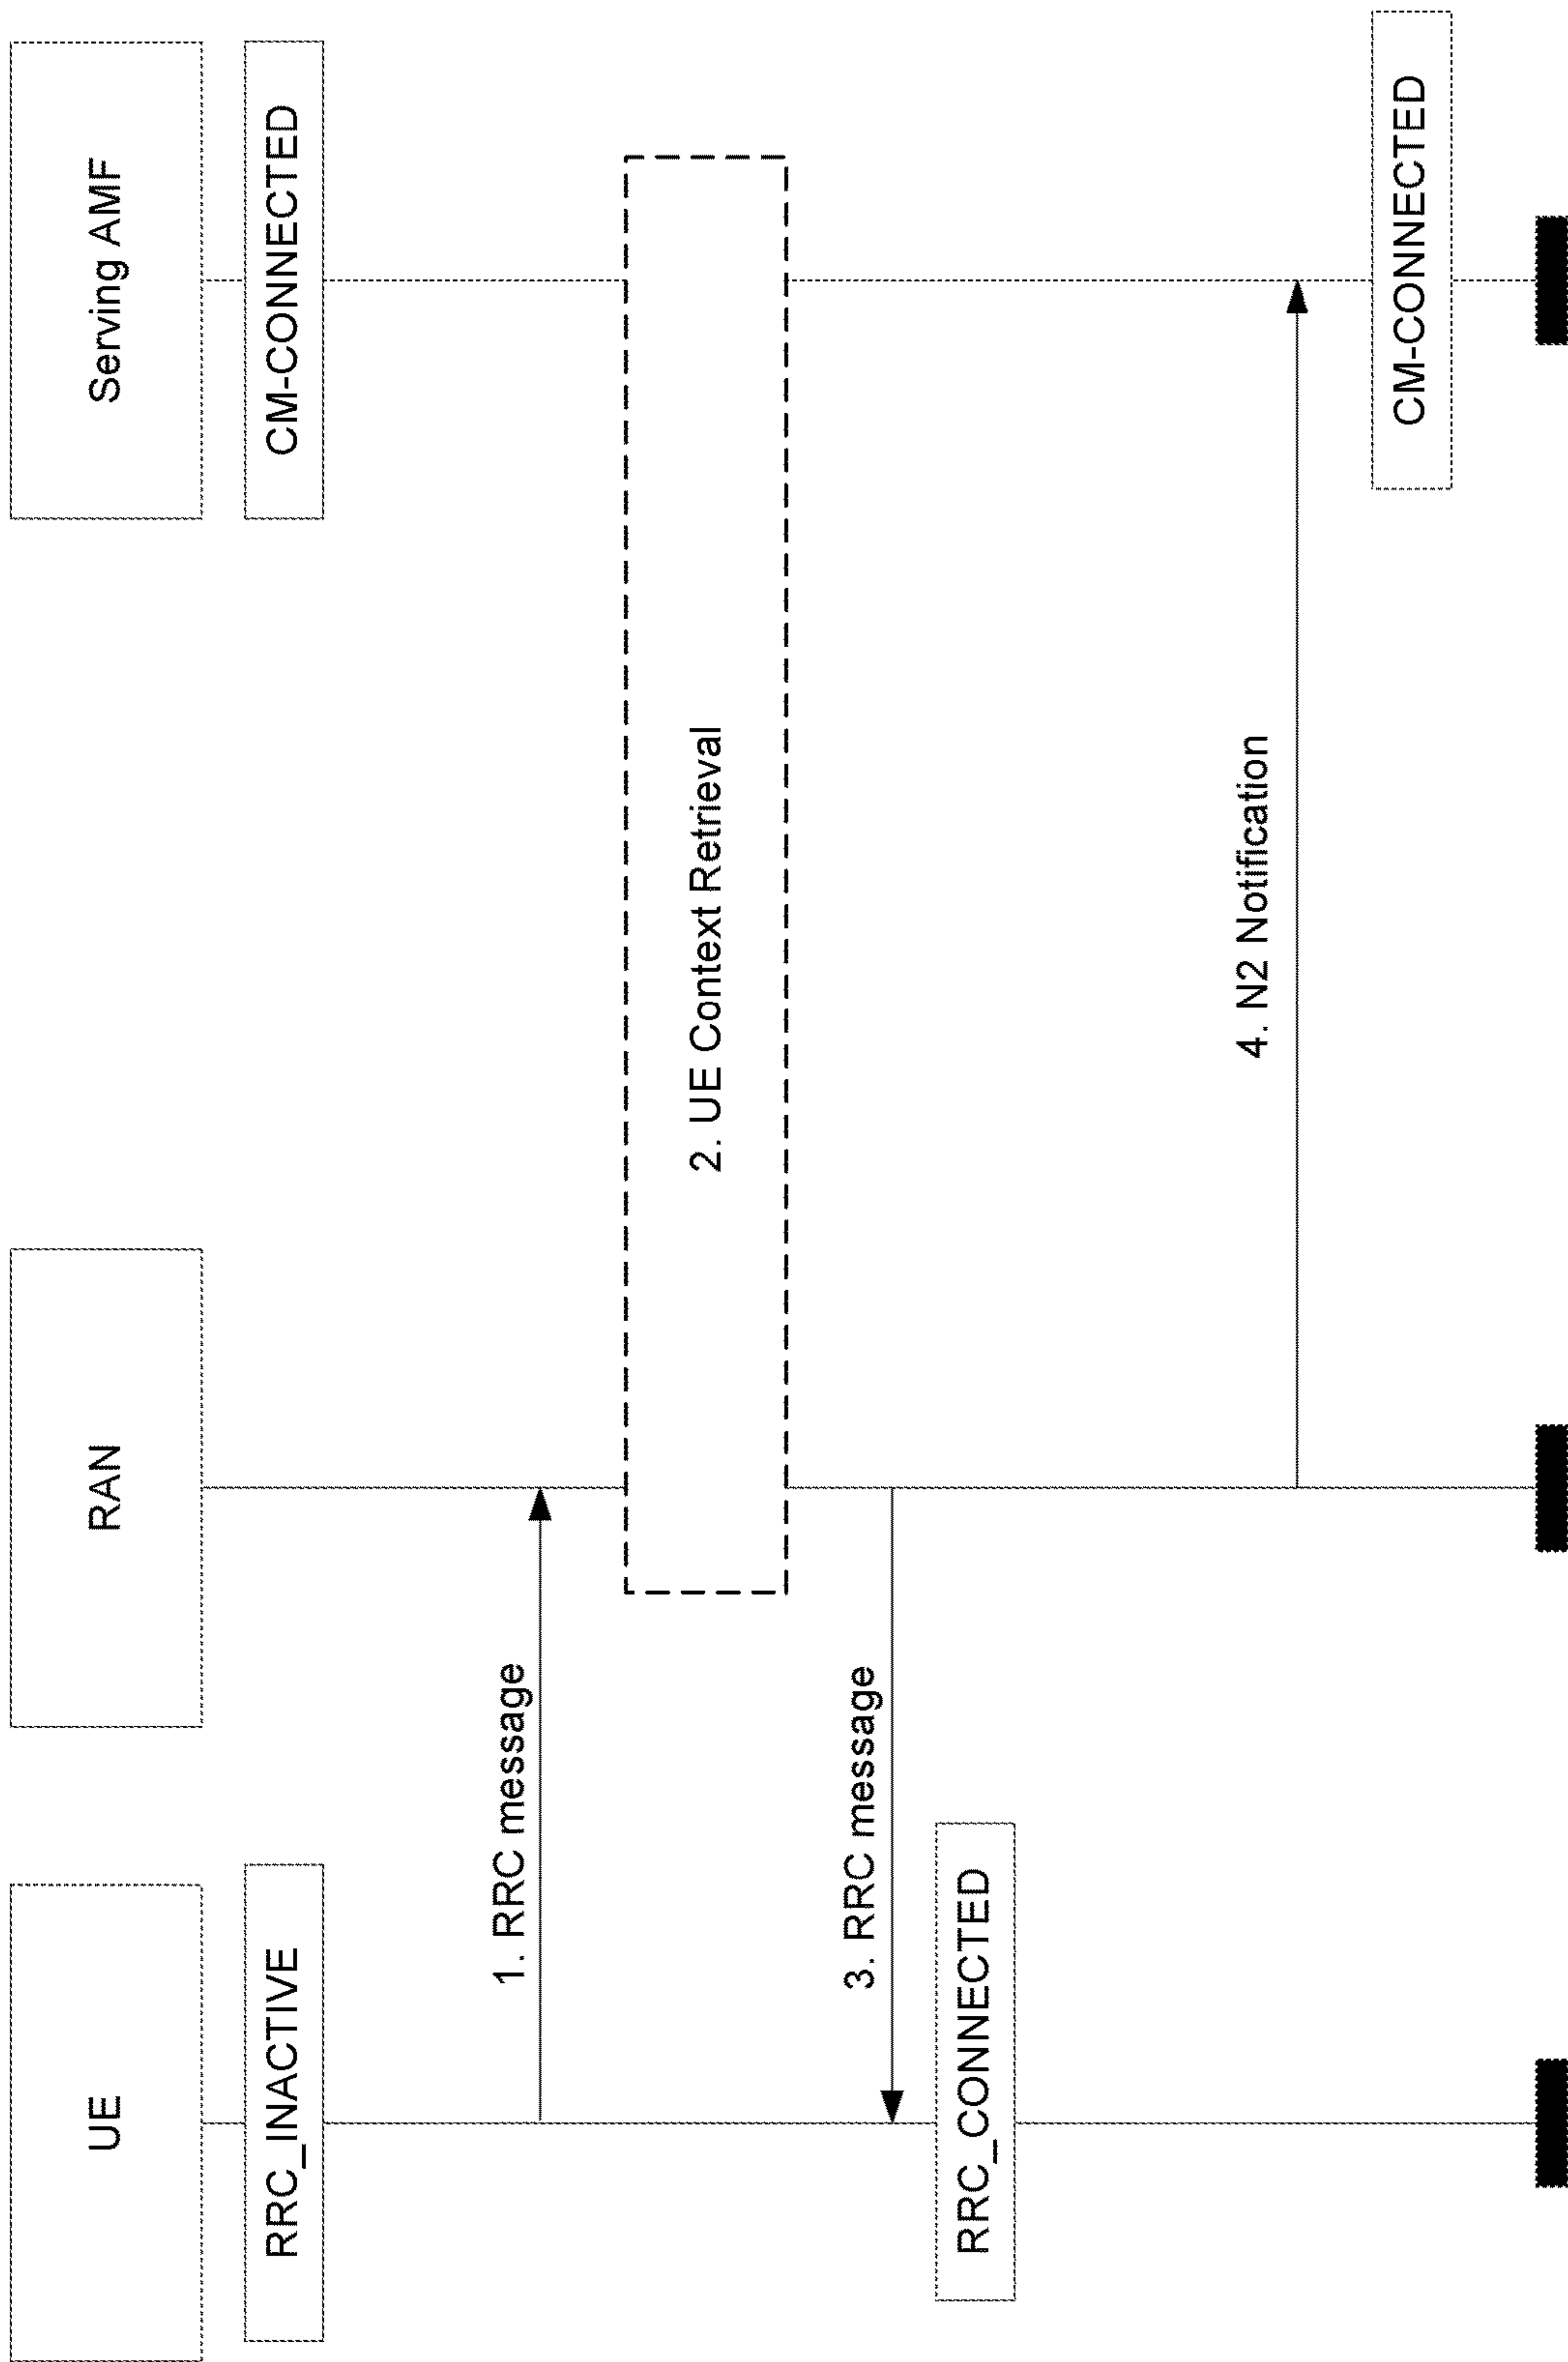 UE
RAN
Serving AMF
RRC_INACTIVE
CM-CONNECTED
1. RRC message
2. UE Context Retrieval
3. RRC message
RRC_CONNECTED
4. N2 Notification
CM-CONNECTED